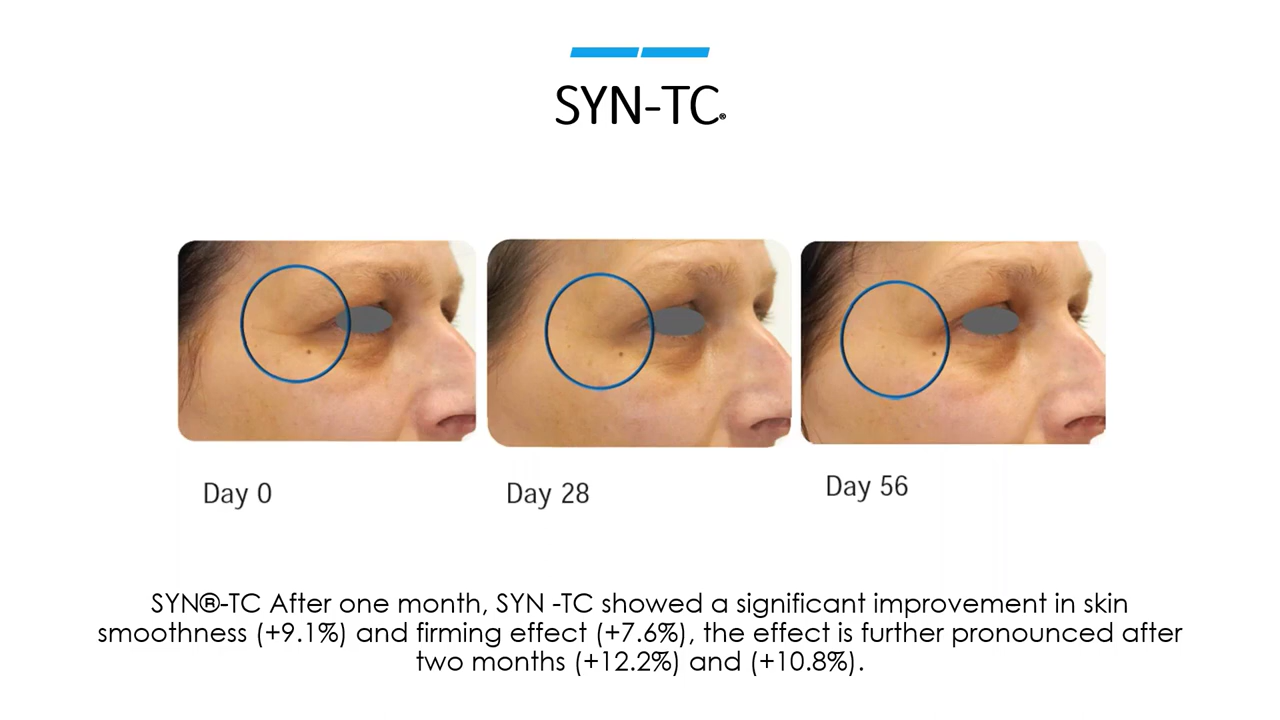 SYN-TC®
Day 0
Day 28
Day 56
SYN®-TC After one month, SYN -TC showed a significant improvement in skin
smoothness (+9.1%) and firming effect (+7.6%), the effect is further pronounced after
two months (+12.2%) and (+10.8%).